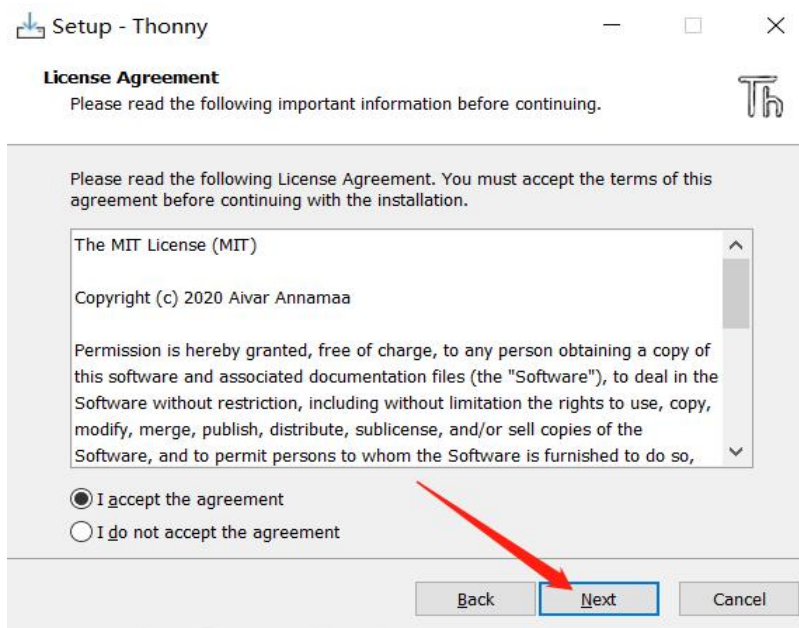 Setup - Thonny
License Agreement
Please read the following important information before continuing.
Th
Please read the following License Agreement. You must accept the terms of this
agreement before continuing with the installation.
The MIT License (MIT)
Copyright (c) 2020 Aivar Annamaa
Permission is hereby granted, free of charge, to any person obtaining a copy of
this software and associated documentation files (the "Software"), to deal in the
Software without restriction, including without limitation the rights to use, copy,
modify, merge, publish, distribute, sublicense, and/or sell copies of the
Software, and to permit persons to whom the Software is furnished to do so,
I accept the agreement
I do not accept the agreement
Back Next Cancel